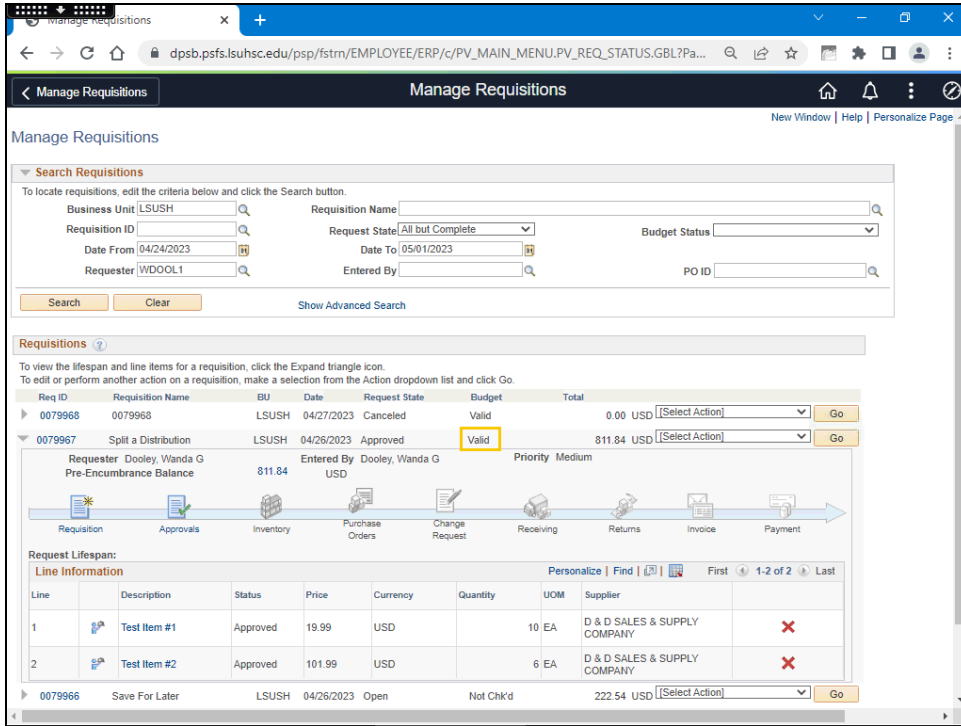 Manage Requisitions
dpsb.psfs.lsuhsc.edu/psp/fstrn/EMPLOYEE/ERP/c/PV_MAIN_MENU.PV_REQ_STATUS.GBL?Pa...
Manage Requisitions Manage Requisitions
New Window | Help | Personalize Page
Manage Requisitions
Search Requisitions
To locate requisitions, edit the criteria below and click the Search button.
Business Unit LSUSH Requisition Name
Requisition ID Request State All but Complete Budget Status
Date From 04/24/2023 Date To 05/01/2023
Requester WDOOL1 Entered By PO ID
Search Clear Show Advanced Search
Requisitions ?
To view the lifespan and line items for a requisition, click the Expand triangle icon.
To edit or perform another action on a requisition, make a selection from the Action dropdown list and click Go.
Req ID Requisition Name BU Date Request State Budget Total
0079968 0079968 LSUSH 04/27/2023 Canceled Valid 0.00 USD [Select Action] Go
0079967 Split a Distribution LSUSH 04/26/2023 Approved Valid 811.84 USD [Select Action] Go
Requester Dooley, Wanda G Entered By Dooley, Wanda G Priority Medium
Pre-Encumbrance Balance 811.84 USD
Requisition Approvals Inventory Purchase Orders Change Request Receiving Returns Invoice Payment
Request Lifespan:
Line Information Personalize | Find | First 1-2 of 2 Last
Line Description Status Price Currency Quantity UOM Supplier
1 Test Item #1 Approved 19.99 USD 10 EA D & D SALES & SUPPLY COMPANY
2 Test Item #2 Approved 101.99 USD 6 EA D & D SALES & SUPPLY COMPANY
0079966 Save For Later LSUSH 04/26/2023 Open Not Chk'd 222.54 USD [Select Action] Go